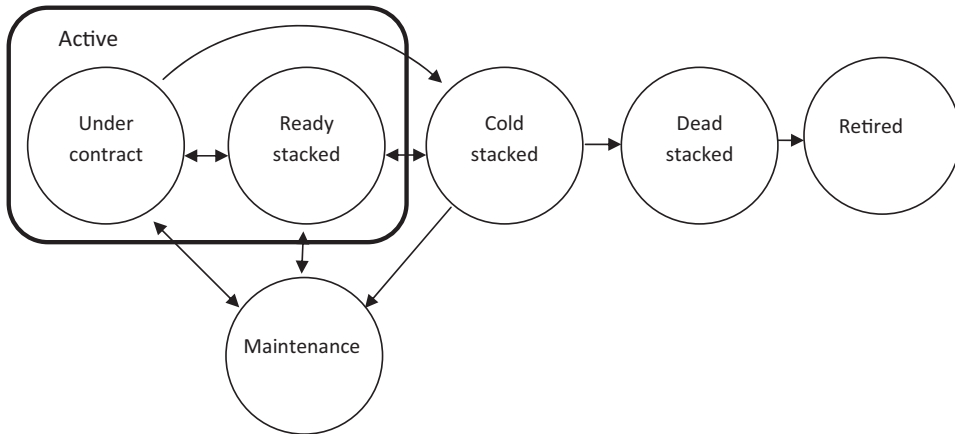 Active
Under
contract
Ready
stacked
Cold
stacked
Dead
stacked
Retired
Maintenance